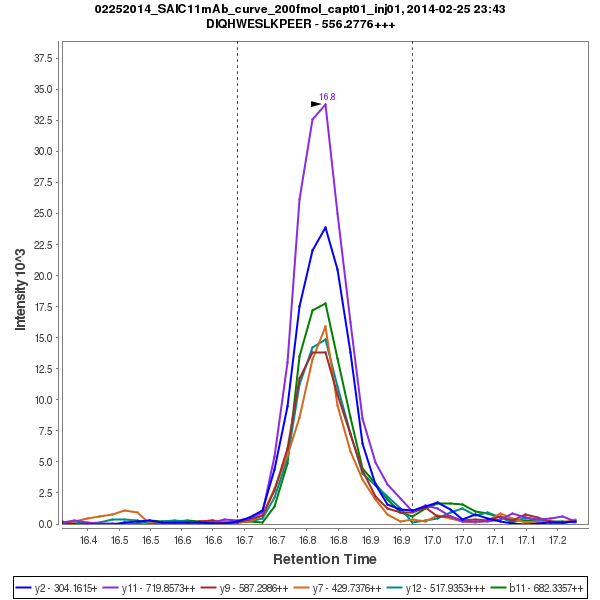 02252014_SAIC11mAb_curve_200fmol_capt01_inj01, 2014-02-25 23:43
DIQHWESLKPEER - 556.2776+++
16.8
37.5
35.0
32.5
30.0
27.5
25.0
22.5
20.0
17.5
15.0
12.5
10.0
7.5
5.0
2.5
0.0
Intensity 10^3
16.4 16.5 16.5 16.6 16.7 16.7 16.8 16.8 16.9 16.9 17.0 17.0 17.1 17.1 17.2
Retention Time
y2 - 304.1615+ y11 - 719.8573++ y9 - 587.2986++ y7 - 429.7376++ y12 - 517.9353+++ b11 - 682.3357++